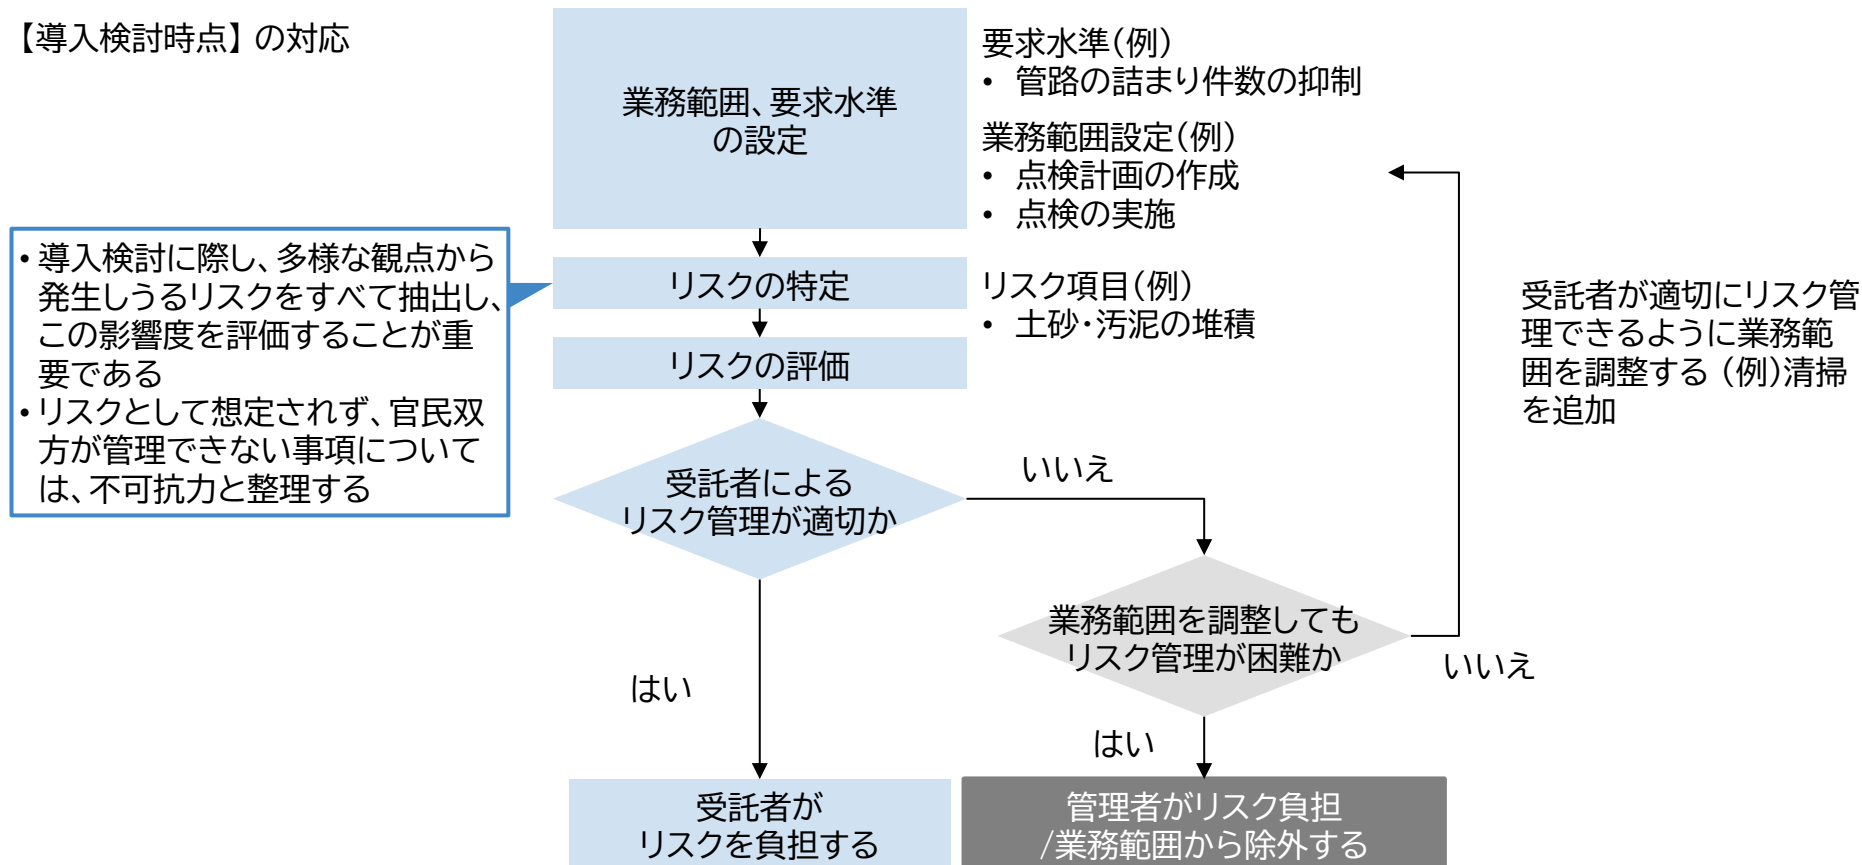 【導入検討時点】の対応
業務範囲、要求水準
の設定
要求水準（例）
• 管路の詰まり件数の抑制
業務範囲設定（例）
• 点検計画の作成
• 点検の実施
• 導入検討に際し、多様な観点から
発生しうるリスクをすべて抽出し、
この影響度を評価することが重
要である
• リスクとして想定されず、官民双
方が管理できない事項について
は、不可抗力と整理する
リスクの特定
リスク項目（例）
• 土砂・汚泥の堆積
リスクの評価
受託者が適切にリスク管
理できるように業務範
囲を調整する（例）清掃
を追加
受託者による
リスク管理が適切か
いいえ
業務範囲を調整しても
リスク管理が困難か
いいえ
はい
はい
受託者が
リスクを負担する
管理者がリスク負担
/業務範囲から除外する